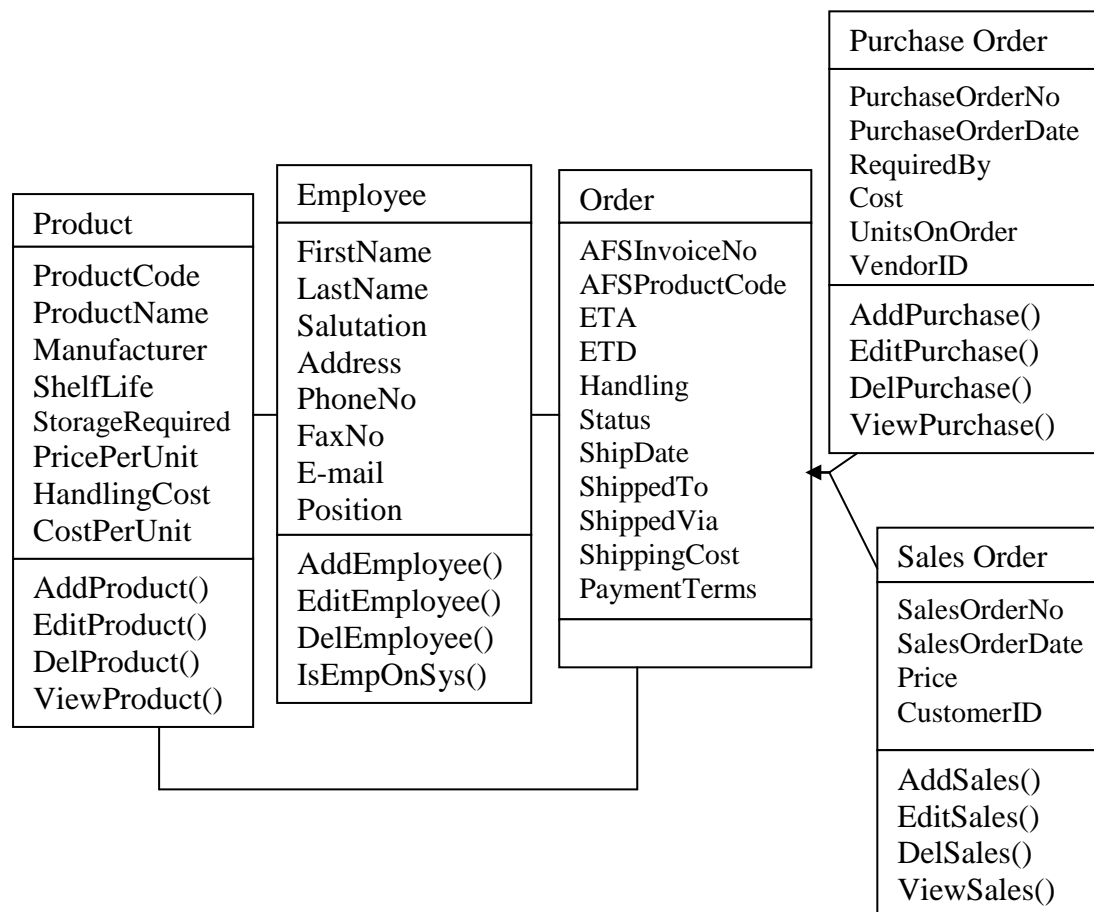 Product
ProductCode
ProductName
Manufacturer
ShelfLife
StorageRequired
PricePerUnit
HandlingCost
CostPerUnit
AddProduct()
EditProduct()
DelProduct()
ViewProduct()
Employee
FirstName
LastName
Salutation
Address
PhoneNo
FaxNo
E-mail
Position
AddEmployee()
EditEmployee()
DelEmployee()
IsEmpOnSys()
Order
AFSInvoiceNo
AFSProductCode
ETA
ETD
Handling
Status
ShipDate
ShippedTo
ShippedVia
ShippingCost
PaymentTerms
Purchase Order
PurchaseOrderNo
PurchaseOrderDate
RequiredBy
Cost
UnitsOnOrder
VendorID
AddPurchase()
EditPurchase()
DelPurchase()
ViewPurchase()
Sales Order
SalesOrderNo
SalesOrderDate
Price
CustomerID
AddSales()
EditSales()
DelSales()
ViewSales()